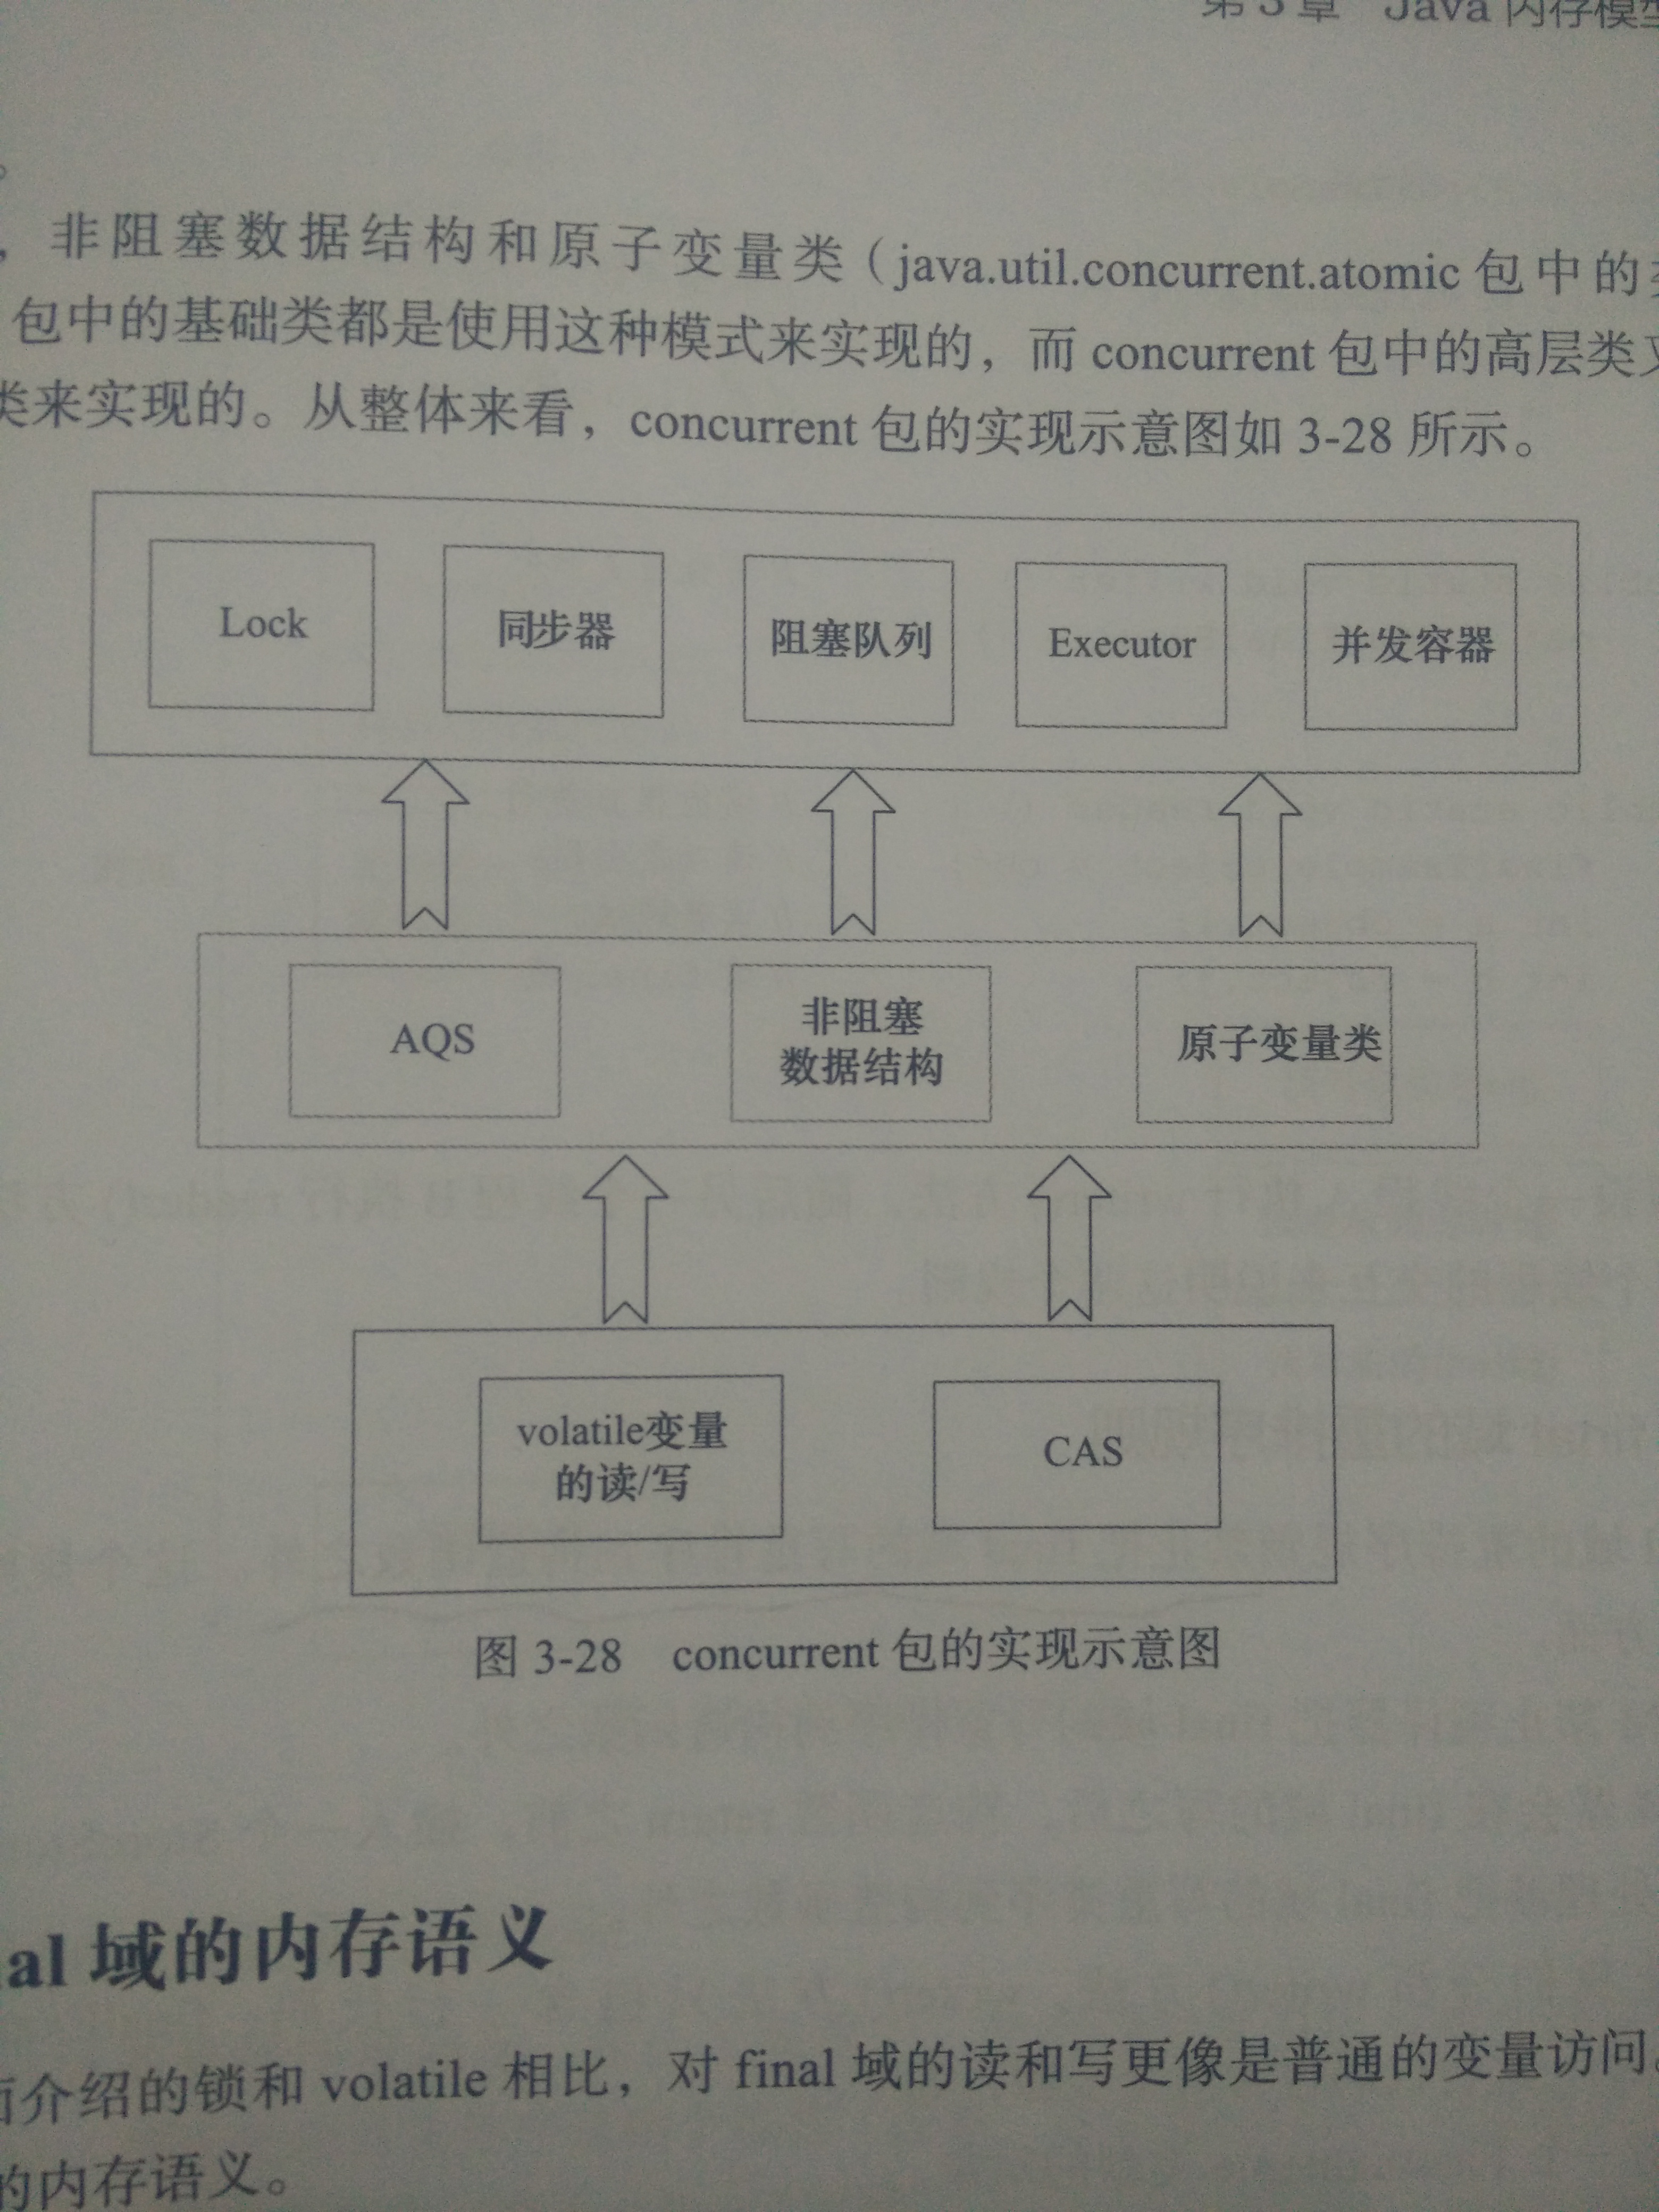 第3章 Java 内存模型
。
，非阻塞数据结构和原子变量类（java.util.concurrent.atomic 包中的类
包中的基础类都是使用这种模式来实现的，而 concurrent 包中的高层类又
类来实现的。从整体来看，concurrent 包的实现示意图如 3-28 所示。
Lock
同步器
阻塞队列
Executor
并发容器
AQS
非阻塞
数据结构
原子变量类
volatile变量
的读/写
CAS
图 3-28 concurrent 包的实现示意图
nal 域的内存语义
面介绍的锁和 volatile 相比，对 final 域的读和写更像是普通的变量访问。
的内存语义。